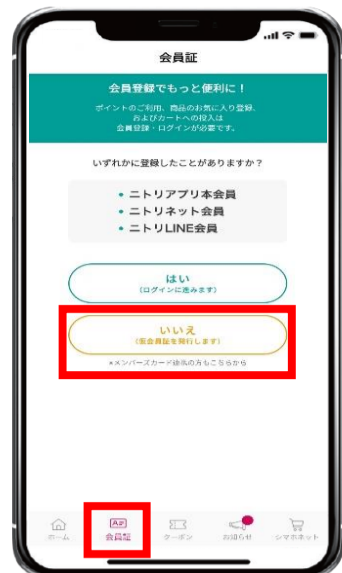 会員証
会員登録でもっと便利に！
ポイントのご利用、商品のお気に入り登録、
およびカートへの投入は
会員登録・ログインが必要です。
いずれかに登録したことがありますか？
• ニトリアプリ本会員
• ニトリネット会員
• ニトリLINE会員
はい
(ログインに進みます)
いいえ
(仮会員証を発行します)
※メンバーズカード連携の方もこちらから
ホーム
会員証
クーポン
お知らせ
シマホネット